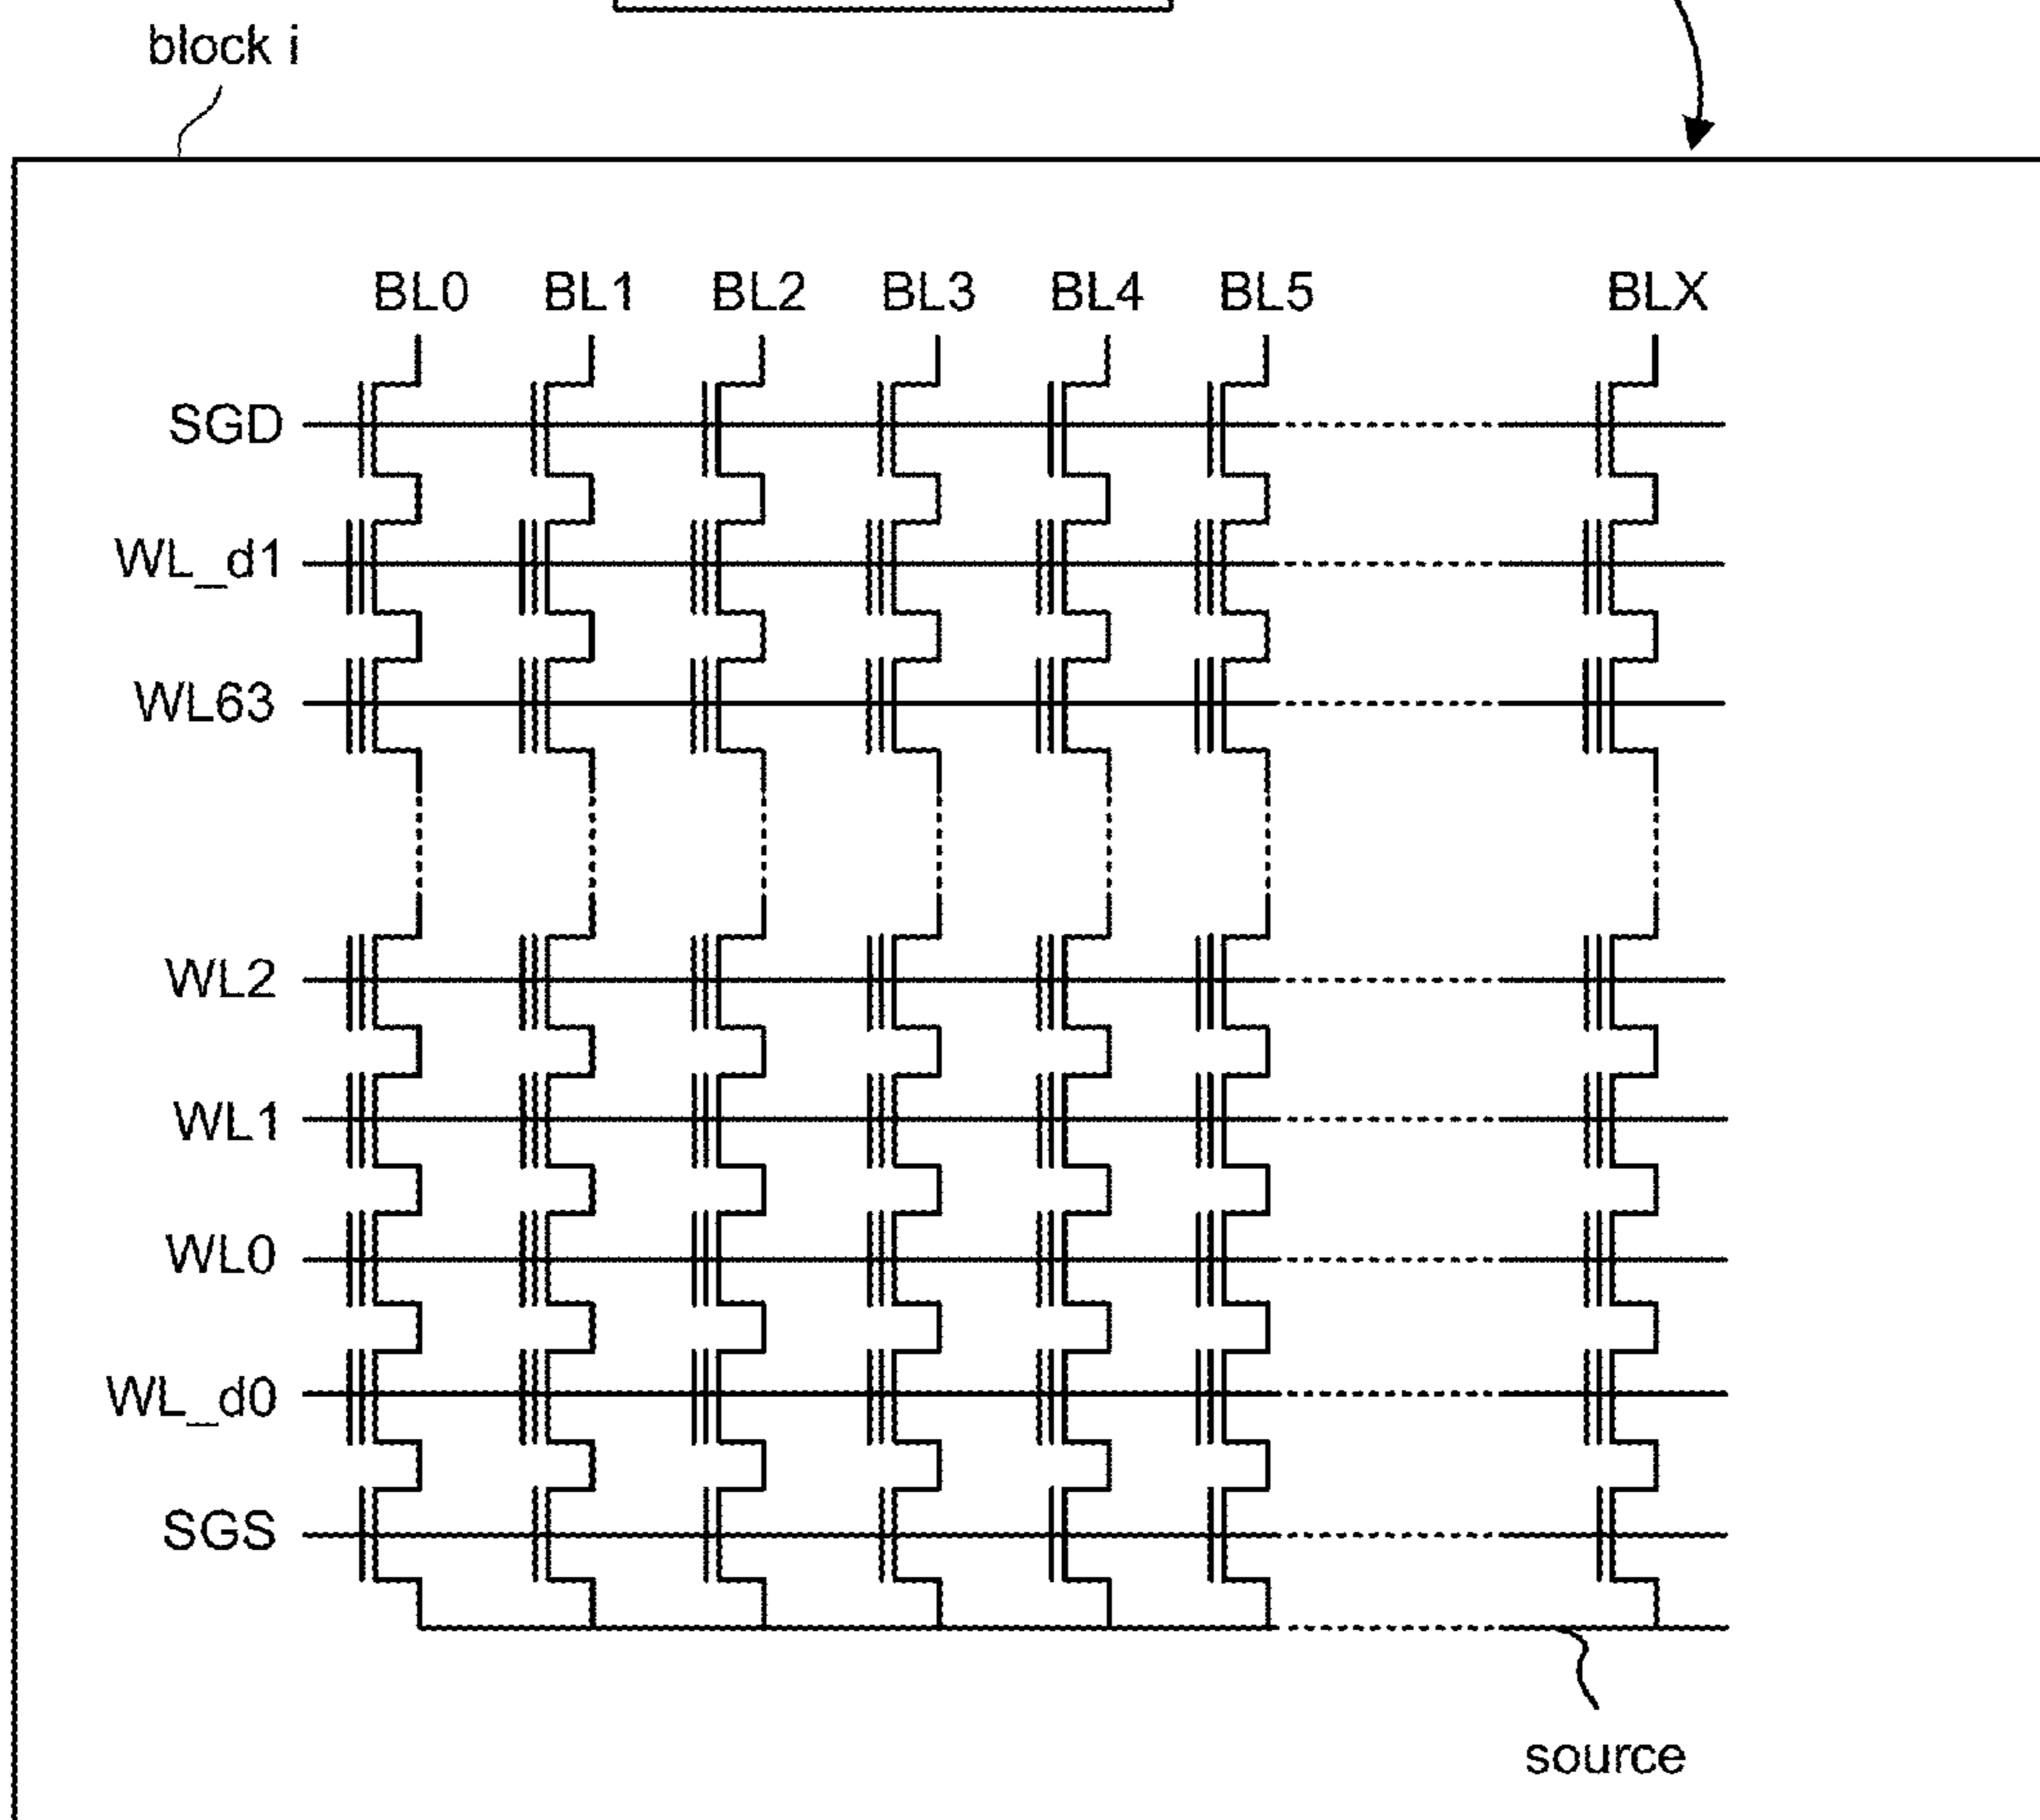 block i
BL0 BL1 BL2 BL3 BL4 BL5 BLX
SGD
WL_d1
WL63
WL2
WL1
WL0
WL_d0
SGS
source